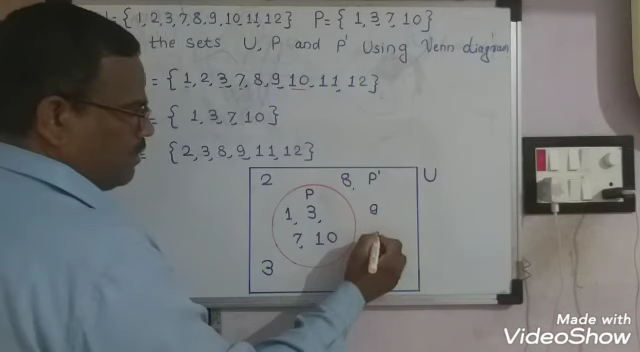 = { 1, 2, 3, 7, 8, 9, 10, 11, 12 } P = { 1, 3, 7, 10 }
the sets U, P and P' Using Venn diagram
= { 1, 2, 3, 7, 8, 9, 10, 11, 12 }
= { 1, 3, 7, 10 }
= { 2, 3, 8, 9, 11, 12 }
2 8, P' U
P
1, 3, 9
7, 10
3
Made with
VideoShow